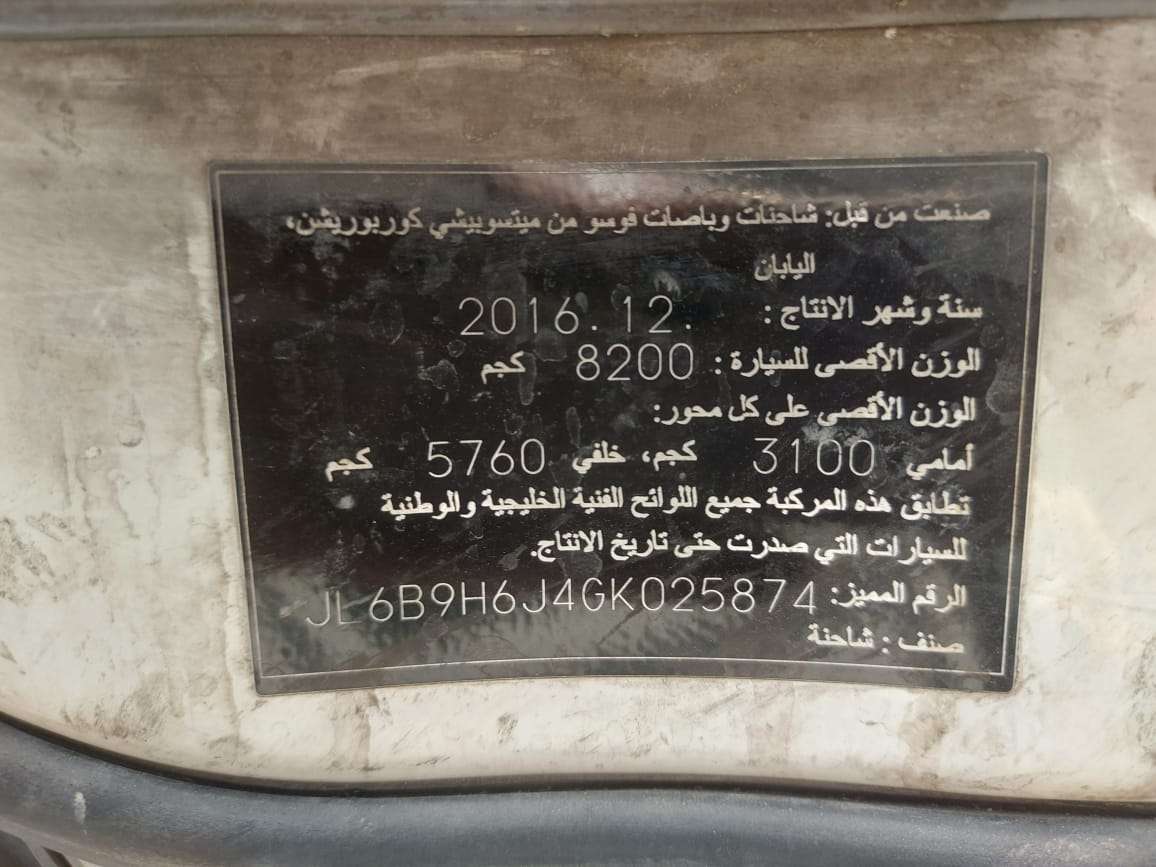 صنعت من قبل: شاحنات وباصات فوسو من ميتسوبيشي كوربوريشن،
اليابان
سنة وشهر الانتاج : 2016.12.
الوزن الأقصى للسيارة : 8200 كجم
الوزن الأقصى على كل محور:
أمامي 3100 كجم، خلفي 5760 كجم
تطابق هذه المركبة جميع اللوائح الفنية الخليجية والوطنية
للسيارات التي صدرت حتى تاريخ الانتاج.
الرقم المميز: JL6B9H6J4GK025874
صنف : شاحنة